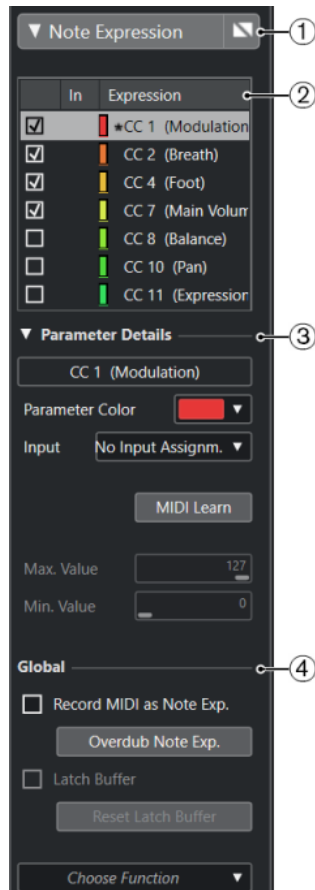 ▼ Note Expression ①
In Expression ②
★CC 1 (Modulation
CC 2 (Breath)
CC 4 (Foot)
CC 7 (Main Volum
CC 8 (Balance)
CC 10 (Pan)
CC 11 (Expression
▼ Parameter Details ③
CC 1 (Modulation)
Parameter Color
Input No Input Assignm.
MIDI Learn
Max. Value 127
Min. Value 0
Global ④
Record MIDI as Note Exp.
Overdub Note Exp.
Latch Buffer
Reset Latch Buffer
Choose Function